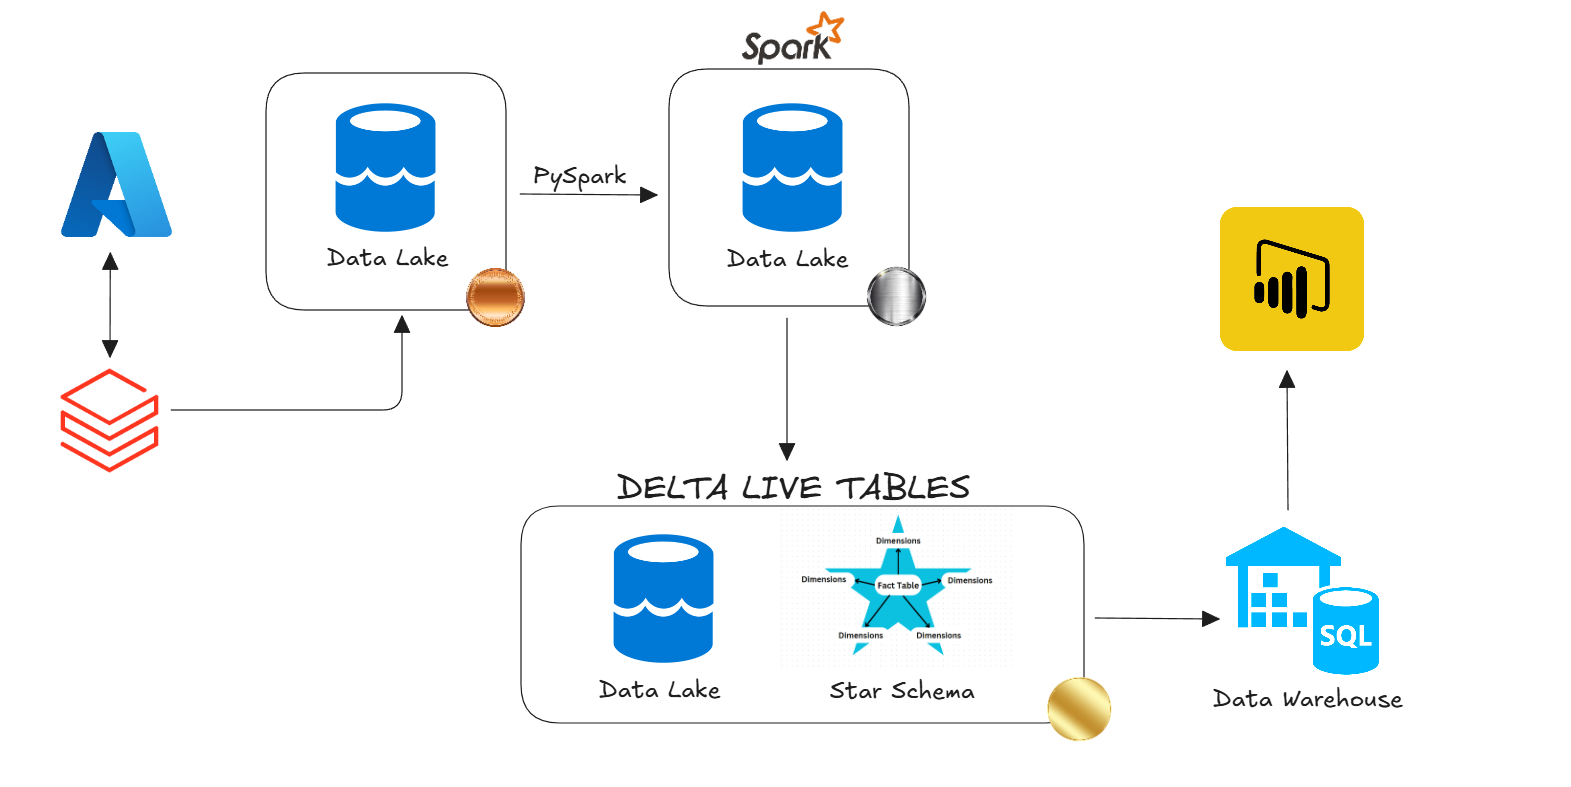 Spark
Data Lake
PySpark
Data Lake
DELTA LIVE TABLES
Data Lake
Dimensions
Dimensions
Fact Table
Dimensions
Dimensions
Dimensions
Star Schema
SQL
Data Warehouse